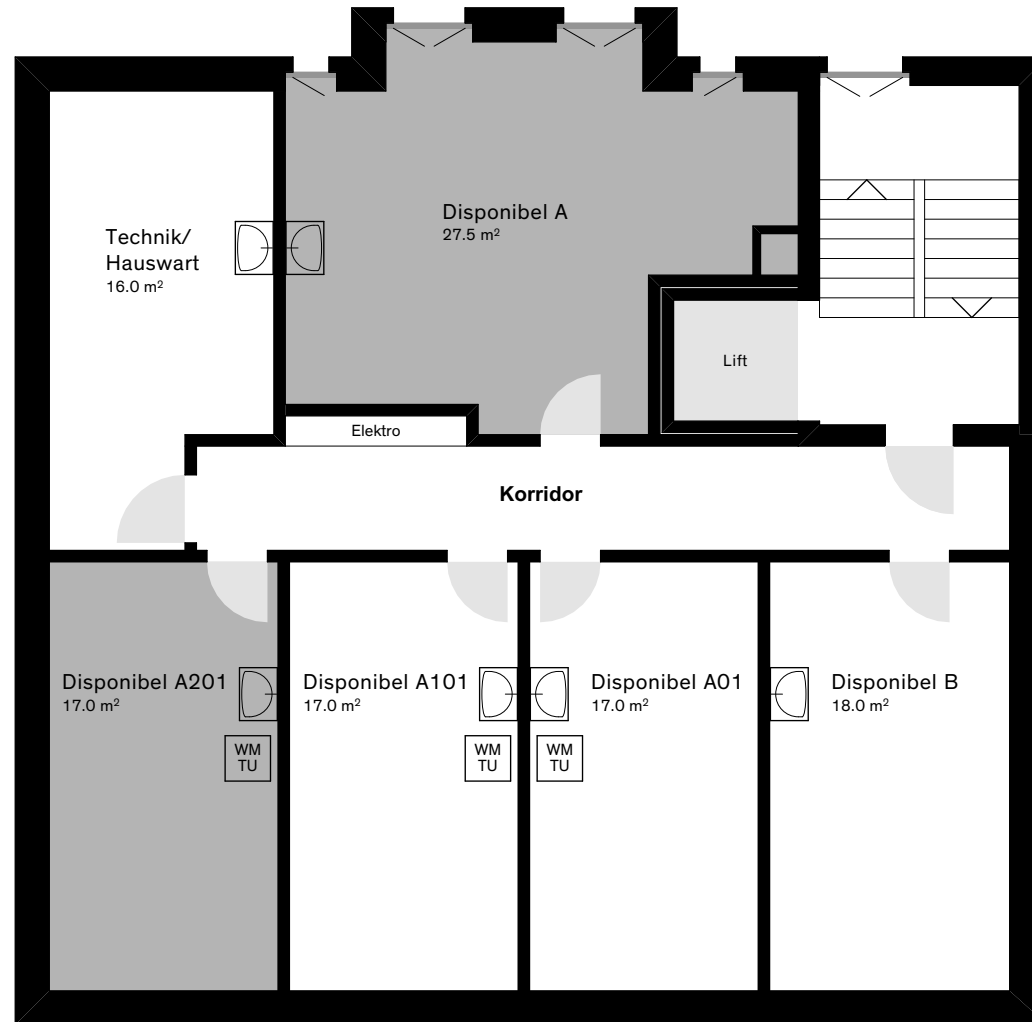 Disponibel A
27.5 m²
Technik/
Hauswart
16.0 m²
Lift
Elektro
Korridor
Disponibel A201
17.0 m²
WM
TU
Disponibel A101
17.0 m²
WM
TU
Disponibel A01
17.0 m²
WM
TU
Disponibel B
18.0 m²